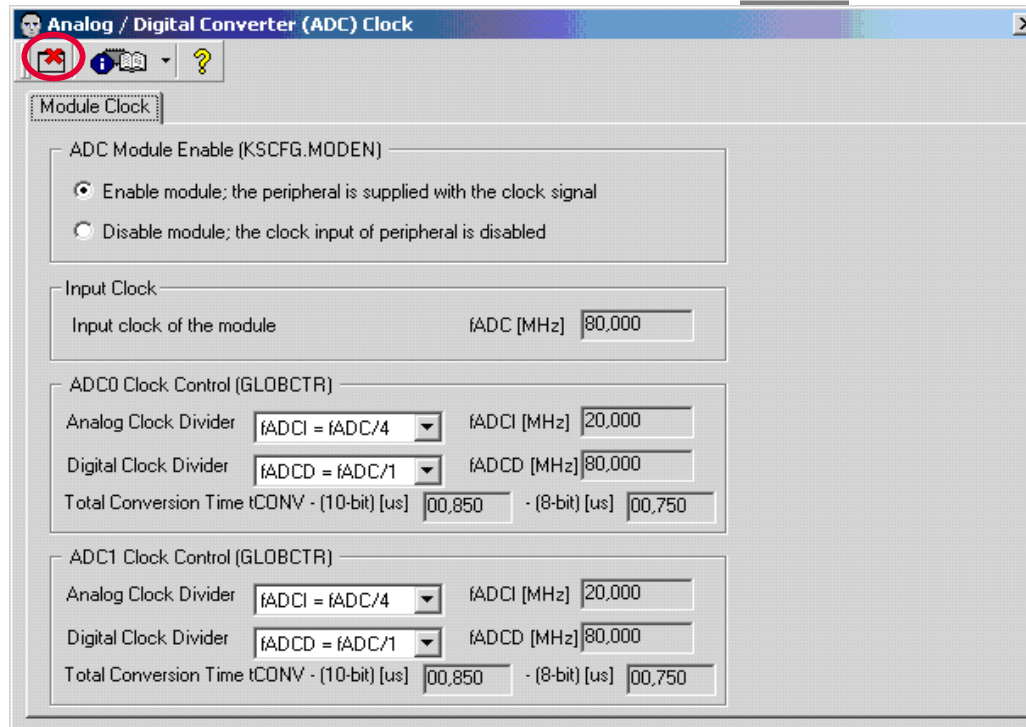 Analog / Digital Converter (ADC) Clock
Module Clock
ADC Module Enable (KSCFG.MODEN)
Enable module; the peripheral is supplied with the clock signal
Disable module; the clock input of peripheral is disabled
Input Clock
Input clock of the module fADC [MHz] 80,000
ADC0 Clock Control (GLOBCTR)
Analog Clock Divider fADCI = fADC/4 fADCI [MHz] 20,000
Digital Clock Divider fADCD = fADC/1 fADCD [MHz] 80,000
Total Conversion Time tCONV - (10-bit) [us] 00,850 - (8-bit) [us] 00,750
ADC1 Clock Control (GLOBCTR)
Analog Clock Divider fADCI = fADC/4 fADCI [MHz] 20,000
Digital Clock Divider fADCD = fADC/1 fADCD [MHz] 80,000
Total Conversion Time tCONV - (10-bit) [us] 00,850 - (8-bit) [us] 00,750